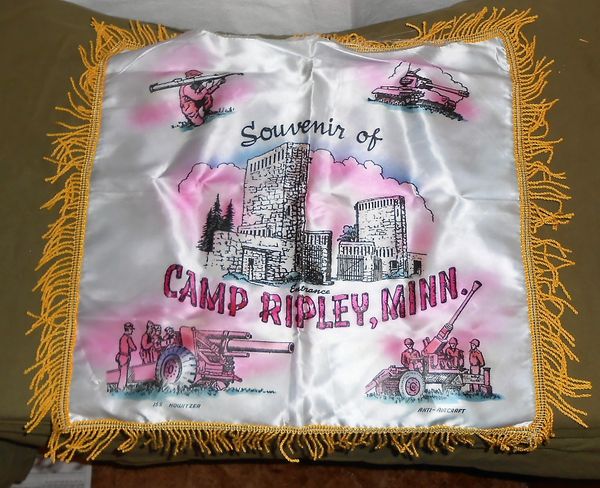 Souvenir of
Entrance
CAMP RIPLEY, MINN.
155 HOWITZER
ANTI-AIRCRAFT